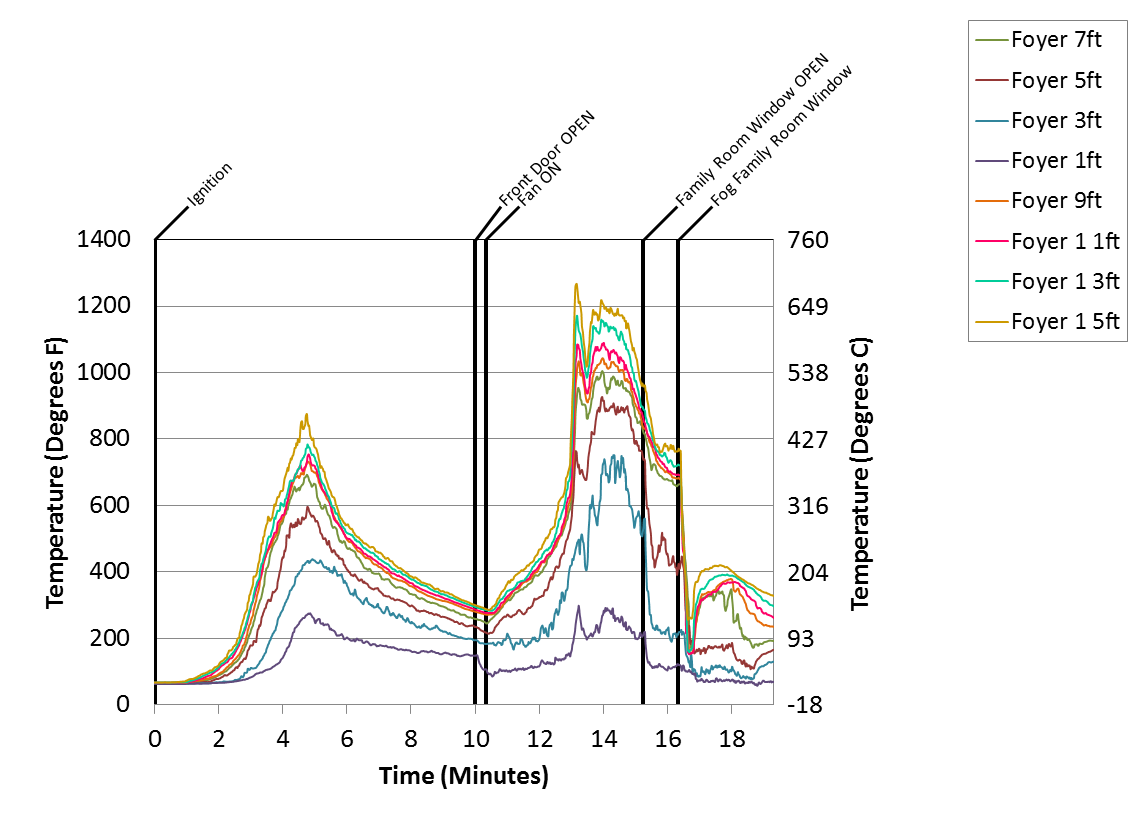 Foyer 7ft
Foyer 5ft
Foyer 3ft
Foyer 1ft
Foyer 9ft
Foyer 1 1ft
Foyer 1 3ft
Foyer 1 5ft
Ignition
Front Door OPEN
Fan ON
Family Room Window OPEN
Fog Family Room Window
Temperature (Degrees F)
1400
1200
1000
800
600
400
200
0
760
649
538
427
316
204
93
-18
Temperature (Degrees C)
0 2 4 6 8 10 12 14 16 18
Time (Minutes)